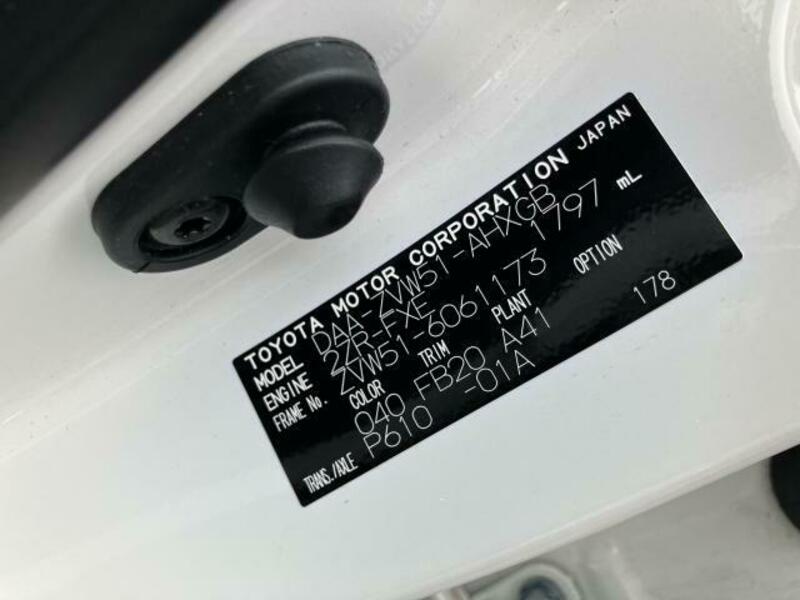 TOYOTA MOTOR CORPORATION JAPAN
MODEL DAA-ZVW51-AHXGB
ENGINE 2ZR-FXE 1797 mL
FRAME No. ZVW51-6061173
COLOR TRIM PLANT OPTION
040 FB20 A41 178
TRANS./AXLE P610 -01A